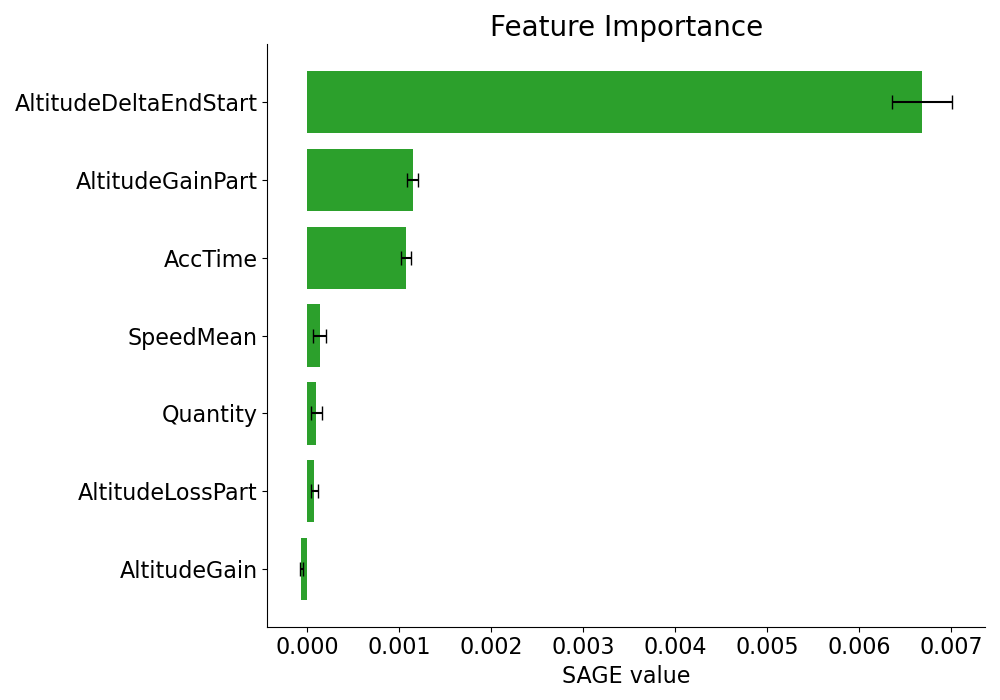 Feature Importance
AltitudeDeltaEndStart
AltitudeGainPart
AccTime
SpeedMean
Quantity
AltitudeLossPart
AltitudeGain
0.000 0.001 0.002 0.003 0.004 0.005 0.006 0.007
SAGE value